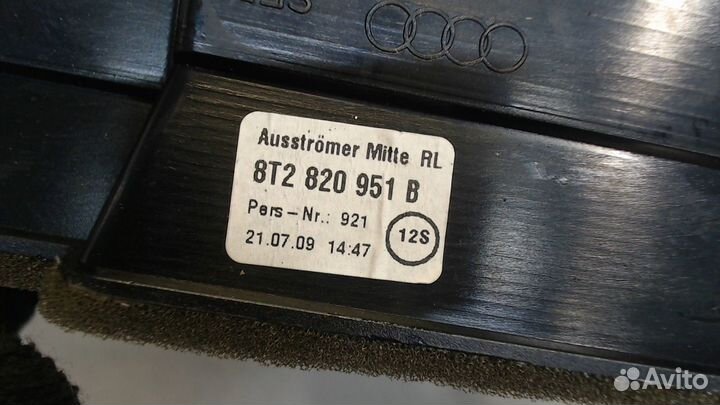 Ausströmer Mitte RL
8T2 820 951 B
Pers-Nr.: 921
12S
21.07.09 14:47
Avito